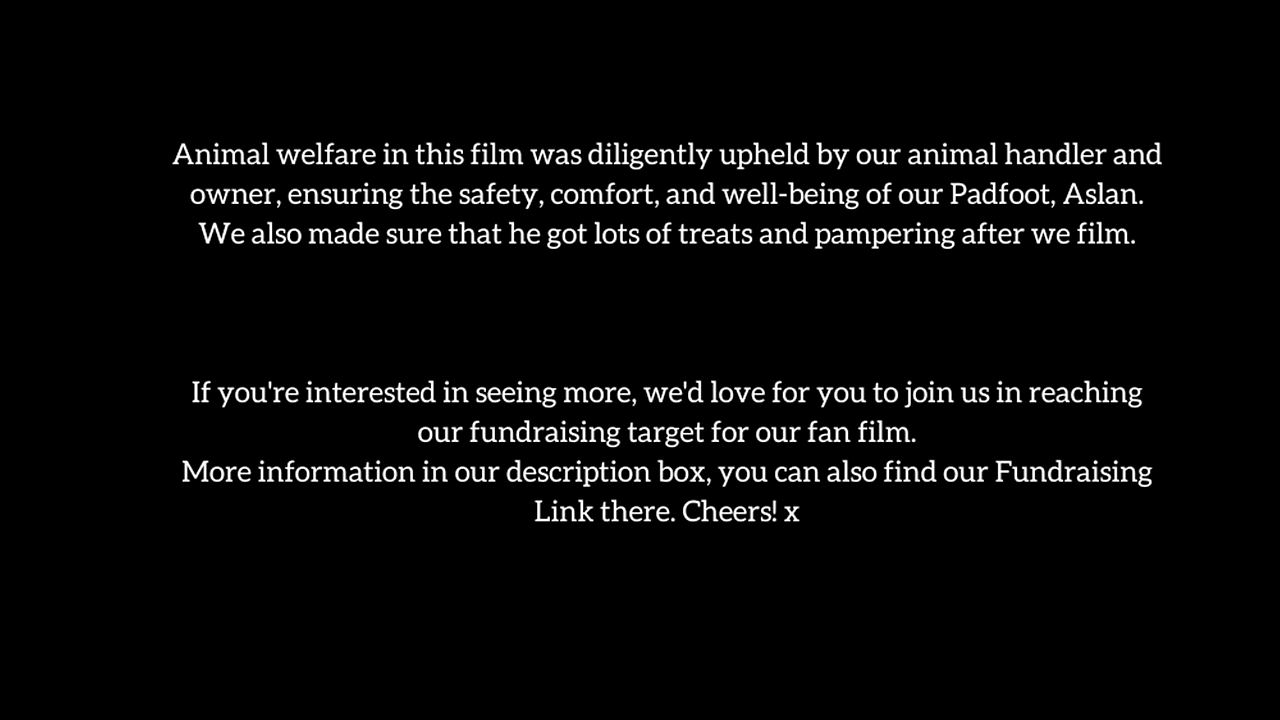 Animal welfare in this film was diligently upheld by our animal handler and
owner, ensuring the safety, comfort, and well-being of our Padfoot, Aslan.
We also made sure that he got lots of treats and pampering after we film.
If you're interested in seeing more, we'd love for you to join us in reaching
our fundraising target for our fan film.
More information in our description box, you can also find our Fundraising
Link there. Cheers! x